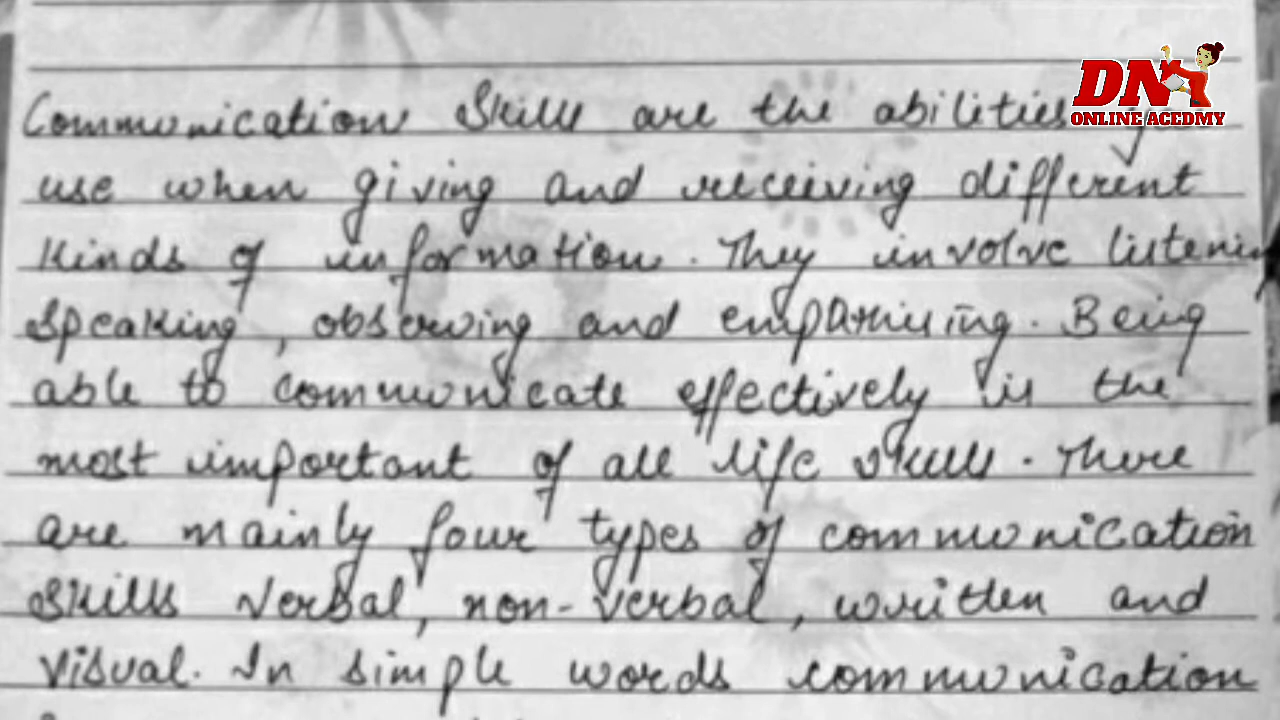 DN
ONLINE ACEDMY
Communication Skills are the abilities
use when giving and receiving different
kinds of information. They involve listening
speaking, observing and empathising. Being
able to communicate effectively is the
most important of all life skills. There
are mainly four types of communication
skills verbal, non-verbal, written and
visual. In simple words communication